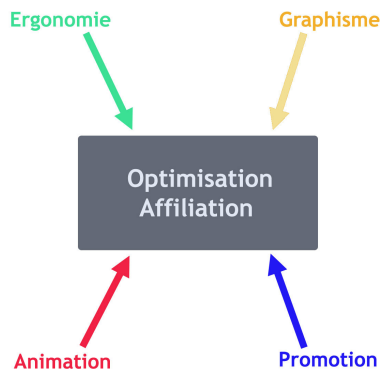 Ergonomie
Graphisme
Optimisation
Affiliation
Animation
Promotion